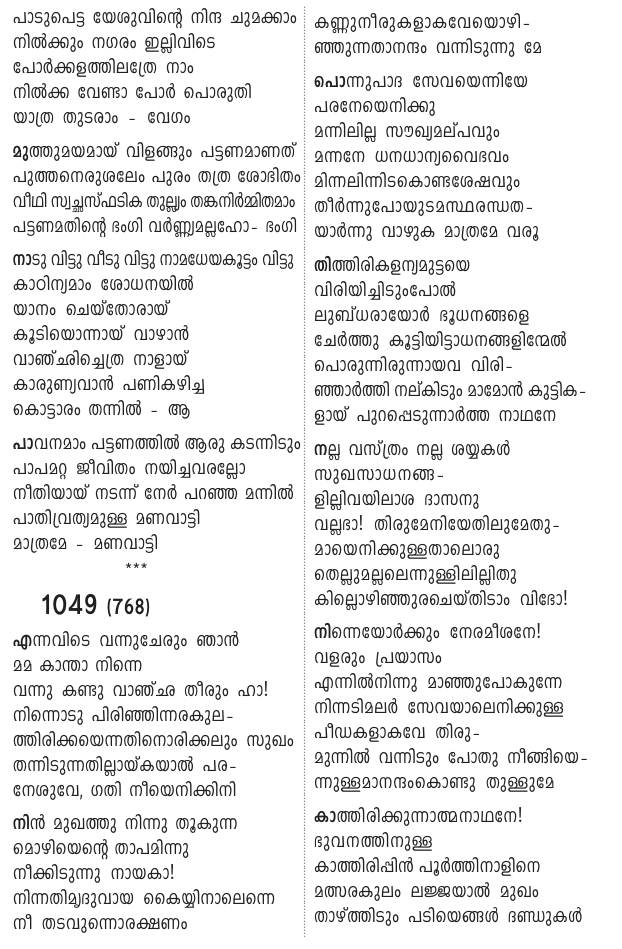 പാടുപെട്ട യേശുവിന്റെ നിന്ദ ചുമക്കാം
നിൽക്കും നഗരം ഇല്ലിവിടെ
പോർക്കളത്തിലത്രേ നാം
നിൽക്ക വേണ്ടാ പോർ പൊരുതി
യാത്ര തുടരാം - വേഗം
മുത്തുമയമായ് വിളങ്ങും പട്ടണമാണത്
പുത്തനെരുശലേം പുരം തത്ര ശോഭിതം
വീഥി സ്വച്ഛസ്ഫടിക തുല്ല്യം തങ്കനിർമ്മിതമാം
പട്ടണമതിന്റെ ഭംഗി വർണ്ണ്യമല്ലഹോ- ഭംഗി
നാടു വിട്ടു വീടു വിട്ടു നാമധേയകൂട്ടം വിട്ടു
കാഠിന്യമാം ശോധനയിൽ
യാനം ചെയ്തോരായ്
കൂടിയൊന്നായ് വാഴാൻ
വാഞ്ഛിച്ചെത്ര നാളായ്
കാരുണ്യവാൻ പണികഴിച്ച
കൊട്ടാരം തന്നിൽ - ആ
പാവനമാം പട്ടണത്തിൽ ആരു കടന്നിടും
പാപമറ്റ ജീവിതം നയിച്ചവരല്ലോ
നീതിയായ് നടന്ന് നേർ പറഞ്ഞ മന്നിൽ
പാതിവ്രത്യമുള്ള മണവാട്ടി
മാത്രമേ - മണവാട്ടി
***
1049 (768)
എന്നവിടെ വന്നുചേരും ഞാൻ
മമ കാന്താ നിന്നെ
വന്നു കണ്ടു വാഞ്ഛ തീരും ഹാ!
നിന്നൊടു പിരിഞ്ഞിന്നരകുല-
ത്തിരിക്കയെന്നതിനൊരിക്കലും സുഖം
തന്നിടുന്നതില്ലായ്കയാൽ പര-
നേശുവേ, ഗതി നീയെനിക്കിനി
നിൻ മുഖത്തു നിന്നു തൂകുന്ന
മൊഴിയെന്റെ താപമിന്നു
നീക്കിടുന്നു നായകാ!
നിന്നതിമൃദുവായ കൈയ്യിനാലെന്നെ
നീ തടവുന്നൊരക്ഷണം
കണ്ണുനീരുകളാകവേയൊഴി-
ഞ്ഞുന്നതാനന്ദം വന്നിടുന്നു മേ
പൊന്നുപാദ സേവയെന്നിയേ
പരനേയെനിക്കു
മന്നിലില്ല സൗഖ്യമല്പവും
മന്നനേ ധനധാന്യവൈഭവം
മിന്നലിന്നിടകൊണ്ടശേഷവും
തീർന്നുപോയുടമസ്ഥരന്ധത-
യാർന്നു വാഴുക മാത്രമേ വരൂ
തിത്തിരികളന്യമുട്ടയെ
വിരിയിച്ചിടുംപോൽ
ലുബ്ധരായോർ ഭൂധനങ്ങളെ
ചേർത്തു കൂട്ടിയിട്ടാധനങ്ങളിന്മേൽ
പൊരുന്നിരുന്നായവ വിരി-
ഞ്ഞാർത്തി നല്കിടും മാമോൻ കുട്ടിക-
ളായ് പുറപ്പെടുന്നാർത്ത നാഥനേ
നല്ല വസ്ത്രം നല്ല ശയ്യകൾ
സുഖസാധനങ്ങ-
ളില്ലിവയിലാശ ദാസനു
വല്ലഭാ! തിരുമേനിയേതിലുമേതു-
മായെനിക്കുള്ളതാലൊരു
തെല്ലുമല്ലലെന്നുള്ളിലില്ലിതു
കില്ലൊഴിഞ്ഞുരചെയ്തിടാം വിഭോ!
നിന്നെയോർക്കും നേരമീശനേ!
വളരും പ്രയാസം
എന്നിൽനിന്നു മാഞ്ഞുപോകുന്നേ
നിന്നടിമലർ സേവയാലെനിക്കുള്ള
പീഡകളാകവേ തിരു-
മുന്നിൽ വന്നിടും പോതു നീങ്ങിയെ-
ന്നുള്ളമാനന്ദംകൊണ്ടു തുള്ളുമേ
കാത്തിരിക്കുന്നാത്മനാഥനേ!
ഭുവനത്തിനുള്ള
കാത്തിരിപ്പിൻ പൂർത്തിനാളിനെ
മത്സരകുലം ലജ്ജയാൽ മുഖം
താഴ്ത്തിടും പടിയെങ്ങൾ ദണ്ഡുകൾ